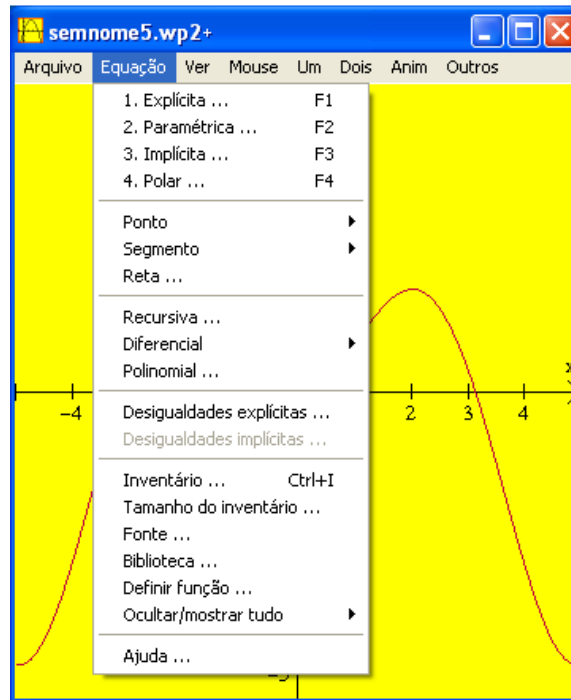 semnome5.wp2+
Arquivo Equação Ver Mouse Um Dois Anim Outros
1. Explícita ... F1
2. Paramétrica ... F2
3. Implícita ... F3
4. Polar ... F4
Ponto
Segmento
Reta ...
Recursiva ...
Diferencial
Polinomial ...
x
−4 2 3 4
Desigualdades explícitas ...
Desigualdades implícitas ...
Inventário ... Ctrl+I
Tamanho do inventário ...
Fonte ...
Biblioteca ...
Definir função ...
Ocultar/mostrar tudo
Ajuda ...